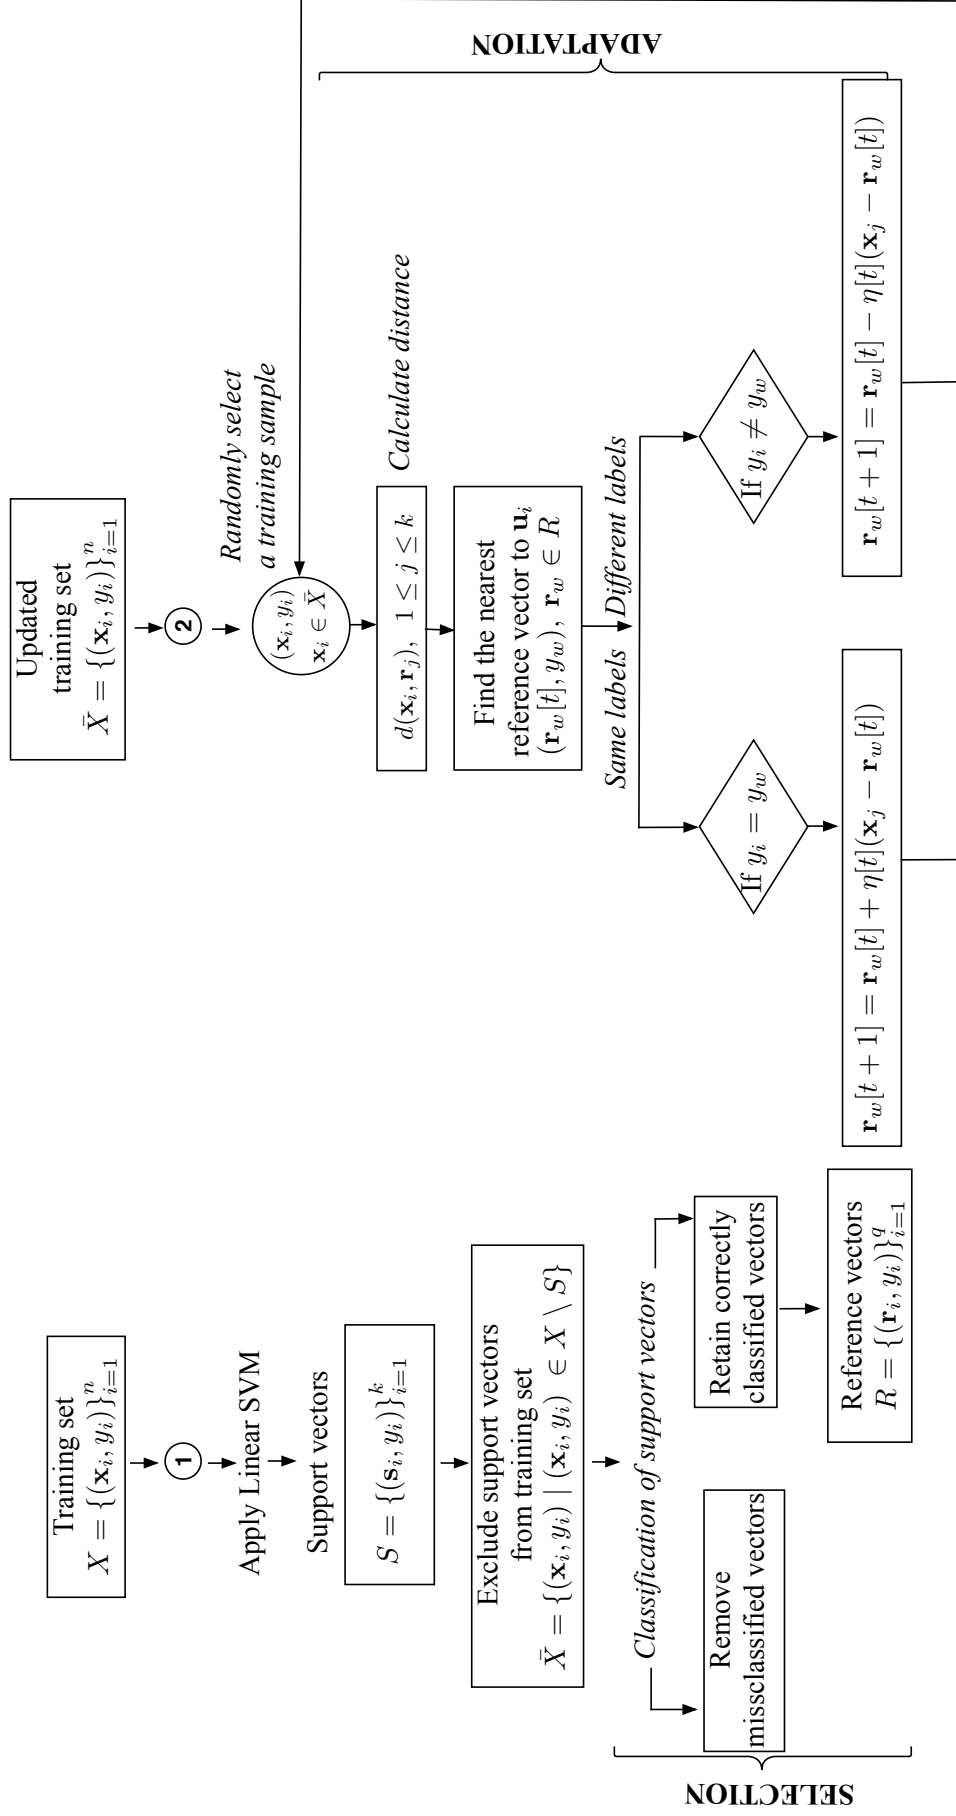 Training set
X = {(x_i, y_i)}_{i=1}^n
1
Apply Linear SVM
Support vectors
S = {(s_i, y_i)}_{i=1}^k
Exclude support vectors
from training set
X̄ = {(x_i, y_i) | (x_i, y_i) ∈ X \ S}
Classification of support vectors
Remove
missclassified vectors
Retain correctly
classified vectors
Reference vectors
R = {(r_i, y_i)}_{i=1}^q
SELECTION
Updated
training set
X̄ = {(x_i, y_i)}_{i=1}^n
2
Randomly select
a training sample
(x_i, y_i)
x_i ∈ X̄
d(x_i, r_j), 1 ≤ j ≤ k
Calculate distance
Find the nearest
reference vector to u_i
(r_w[t], y_w), r_w ∈ R
Same labels
Different labels
If y_i = y_w
If y_i ≠ y_w
r_w[t + 1] = r_w[t] + η[t](x_j − r_w[t])
r_w[t + 1] = r_w[t] − η[t](x_j − r_w[t])
ADAPTATION